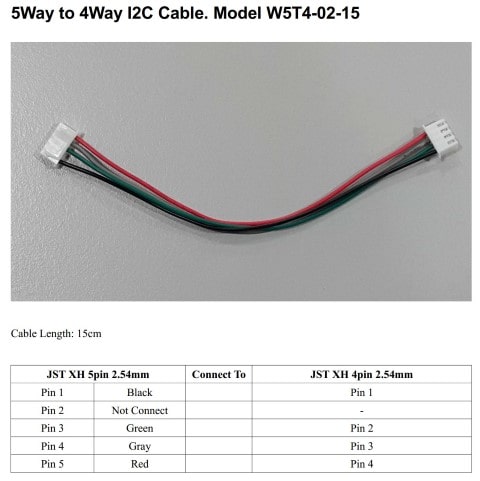 5Way to 4Way I2C Cable. Model W5T4-02-15
Cable Length: 15cm
JST XH 5pin 2.54mm Connect To JST XH 4pin 2.54mm
Pin 1 Black Pin 1
Pin 2 Not Connect -
Pin 3 Green Pin 2
Pin 4 Gray Pin 3
Pin 5 Red Pin 4